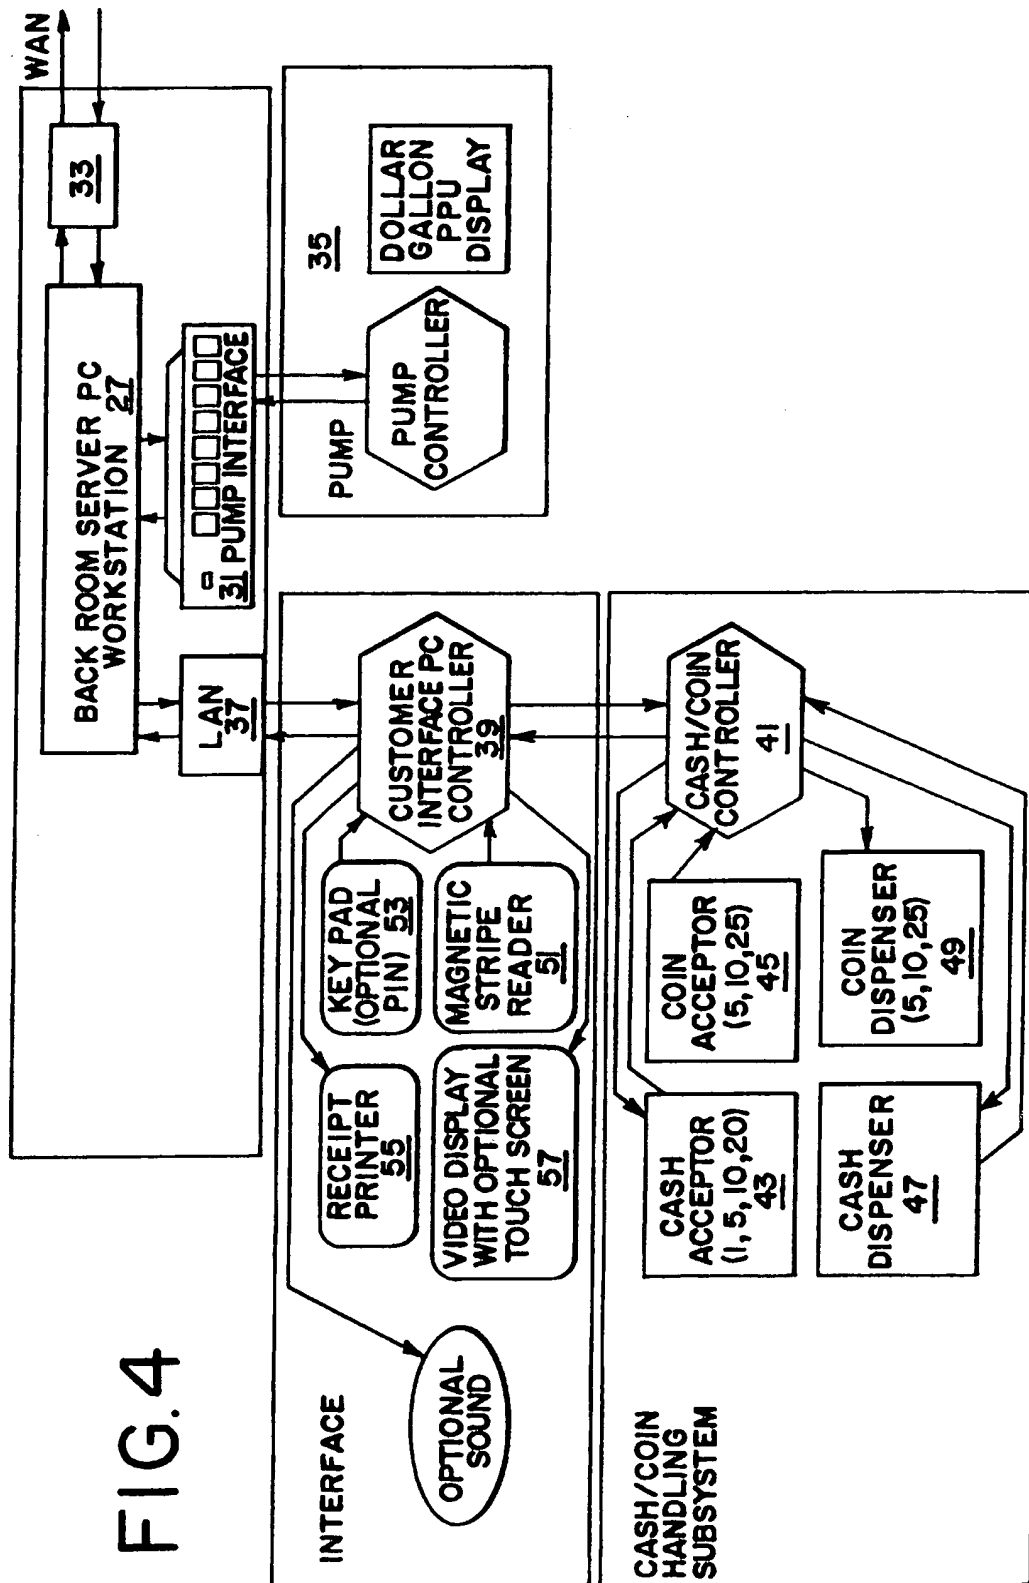 FIG. 4
BACK ROOM SERVER PC
WORKSTATION 27
33
WAN
LAN
37
31 PUMP INTERFACE
INTERFACE
OPTIONAL
SOUND
RECEIPT
PRINTER
55
KEY PAD
(OPTIONAL
PIN) 53
VIDEO DISPLAY
WITH OPTIONAL
TOUCH SCREEN
57
MAGNETIC
STRIPE
READER
51
CUSTOMER
INTERFACE PC
CONTROLLER
39
PUMP
35
PUMP
CONTROLLER
DOLLAR
GALLON
PPU
DISPLAY
CASH/COIN
HANDLING
SUBSYSTEM
CASH
ACCEPTOR
(1,5,10,20)
43
COIN
ACCEPTOR
(5,10,25)
45
CASH/COIN
CONTROLLER
41
CASH
DISPENSER
47
COIN
DISPENSER
(5,10,25)
49